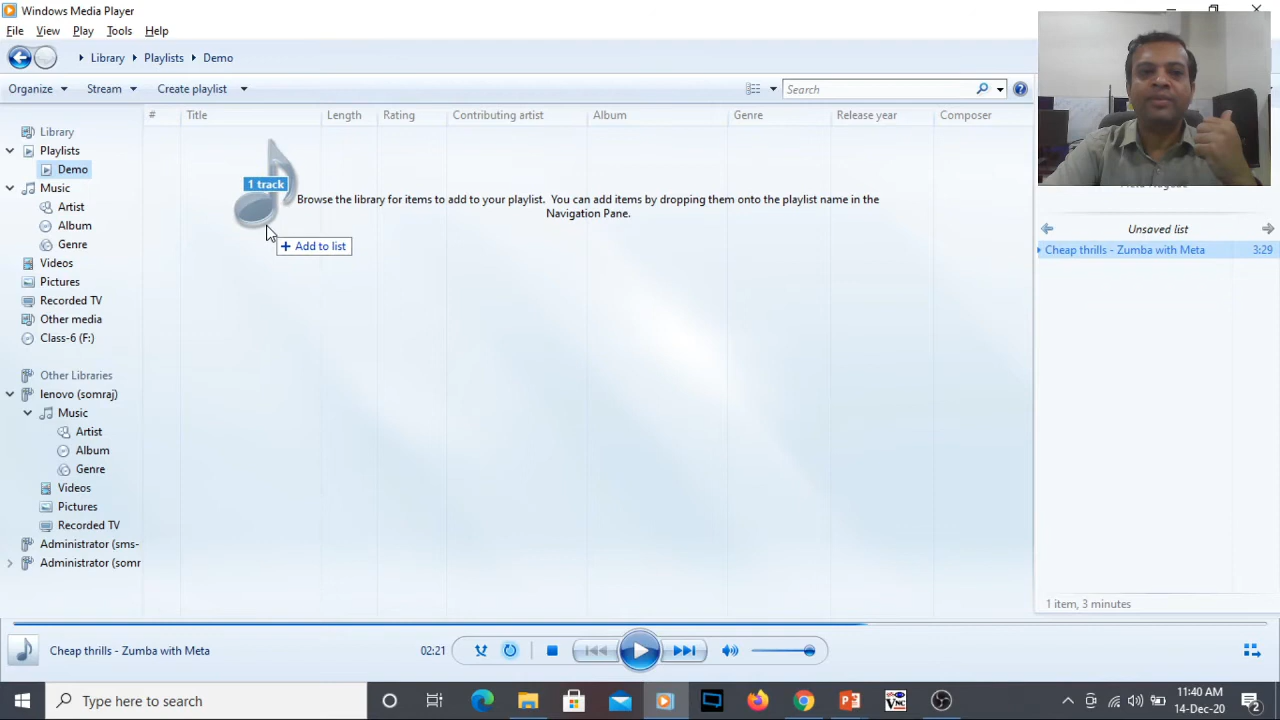 Windows Media Player
File View Play Tools Help
Library Playlists Demo
Organize Stream Create playlist Search
# Title Length Rating Contributing artist Album Genre Release year Composer
Library
Playlists
Demo
Music
Artist
Album
Genre
Videos
Pictures
Recorded TV
Other media
Class-6 (F:)
Other Libraries
lenovo (somraj)
Music
Artist
Album
Genre
Videos
Pictures
Recorded TV
Administrator (sms-
Administrator (somr
1 track
Browse the library for items to add to your playlist. You can add items by dropping them onto the playlist name in the
Navigation Pane.
+ Add to list
Unsaved list
Cheap thrills - Zumba with Meta 3:29
1 item, 3 minutes
Cheap thrills - Zumba with Meta 02:21
Type here to search
VNC
11:40 AM
14-Dec-20
2